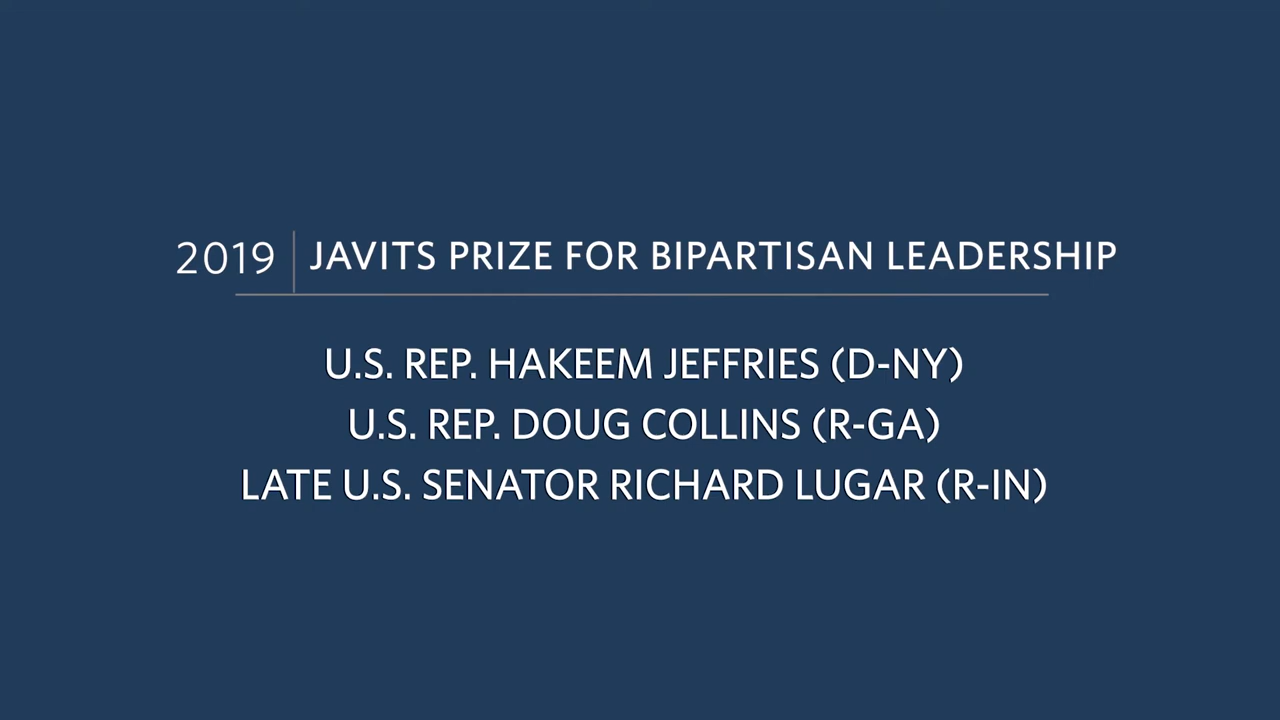 2019 JAVITS PRIZE FOR BIPARTISAN LEADERSHIP
U.S. REP. HAKEEM JEFFRIES (D-NY)
U.S. REP. DOUG COLLINS (R-GA)
LATE U.S. SENATOR RICHARD LUGAR (R-IN)